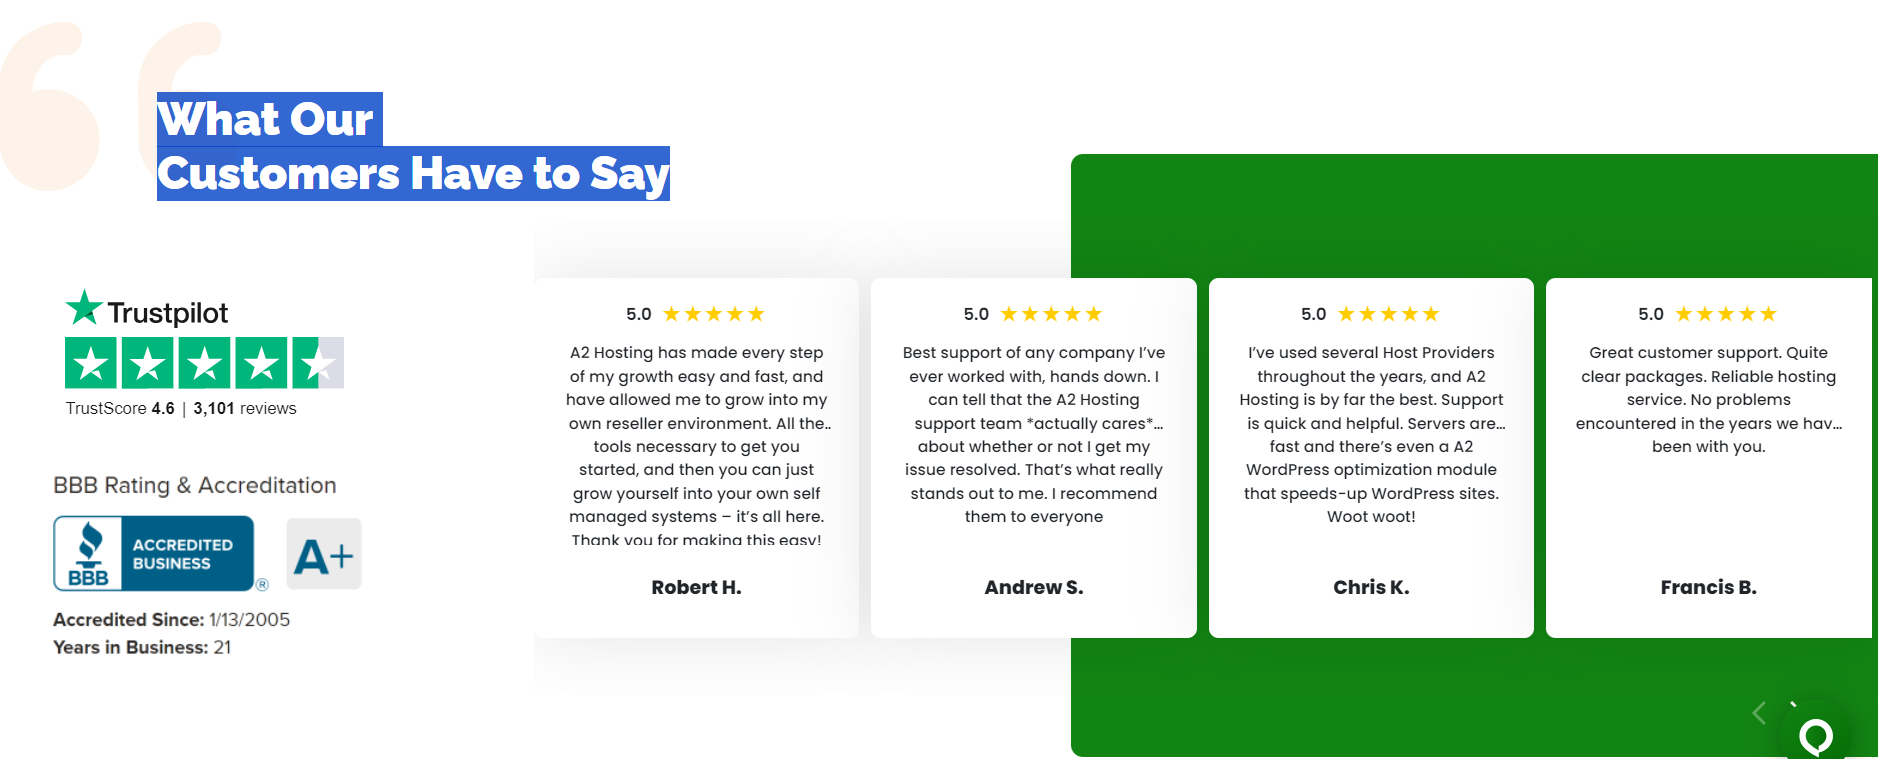 What Our
Customers Have to Say
Trustpilot
TrustScore 4.6 | 3,101 reviews
BBB Rating & Accreditation
BBB
ACCREDITED
BUSINESS
®
A+
Accredited Since: 1/13/2005
Years in Business: 21
5.0
A2 Hosting has made every step
of my growth easy and fast, and
have allowed me to grow into my
own reseller environment. All the..
tools necessary to get you
started, and then you can just
grow yourself into your own self
managed systems – it’s all here.
Thank you for making this easy!
Robert H.
5.0
Best support of any company I’ve
ever worked with, hands down. I
can tell that the A2 Hosting
support team *actually cares*...
about whether or not I get my
issue resolved. That’s what really
stands out to me. I recommend
them to everyone
Andrew S.
5.0
I’ve used several Host Providers
throughout the years, and A2
Hosting is by far the best. Support
is quick and helpful. Servers are...
fast and there’s even a A2
WordPress optimization module
that speeds-up WordPress sites.
Woot woot!
Chris K.
5.0
Great customer support. Quite
clear packages. Reliable hosting
service. No problems
encountered in the years we hav...
been with you.
Francis B.